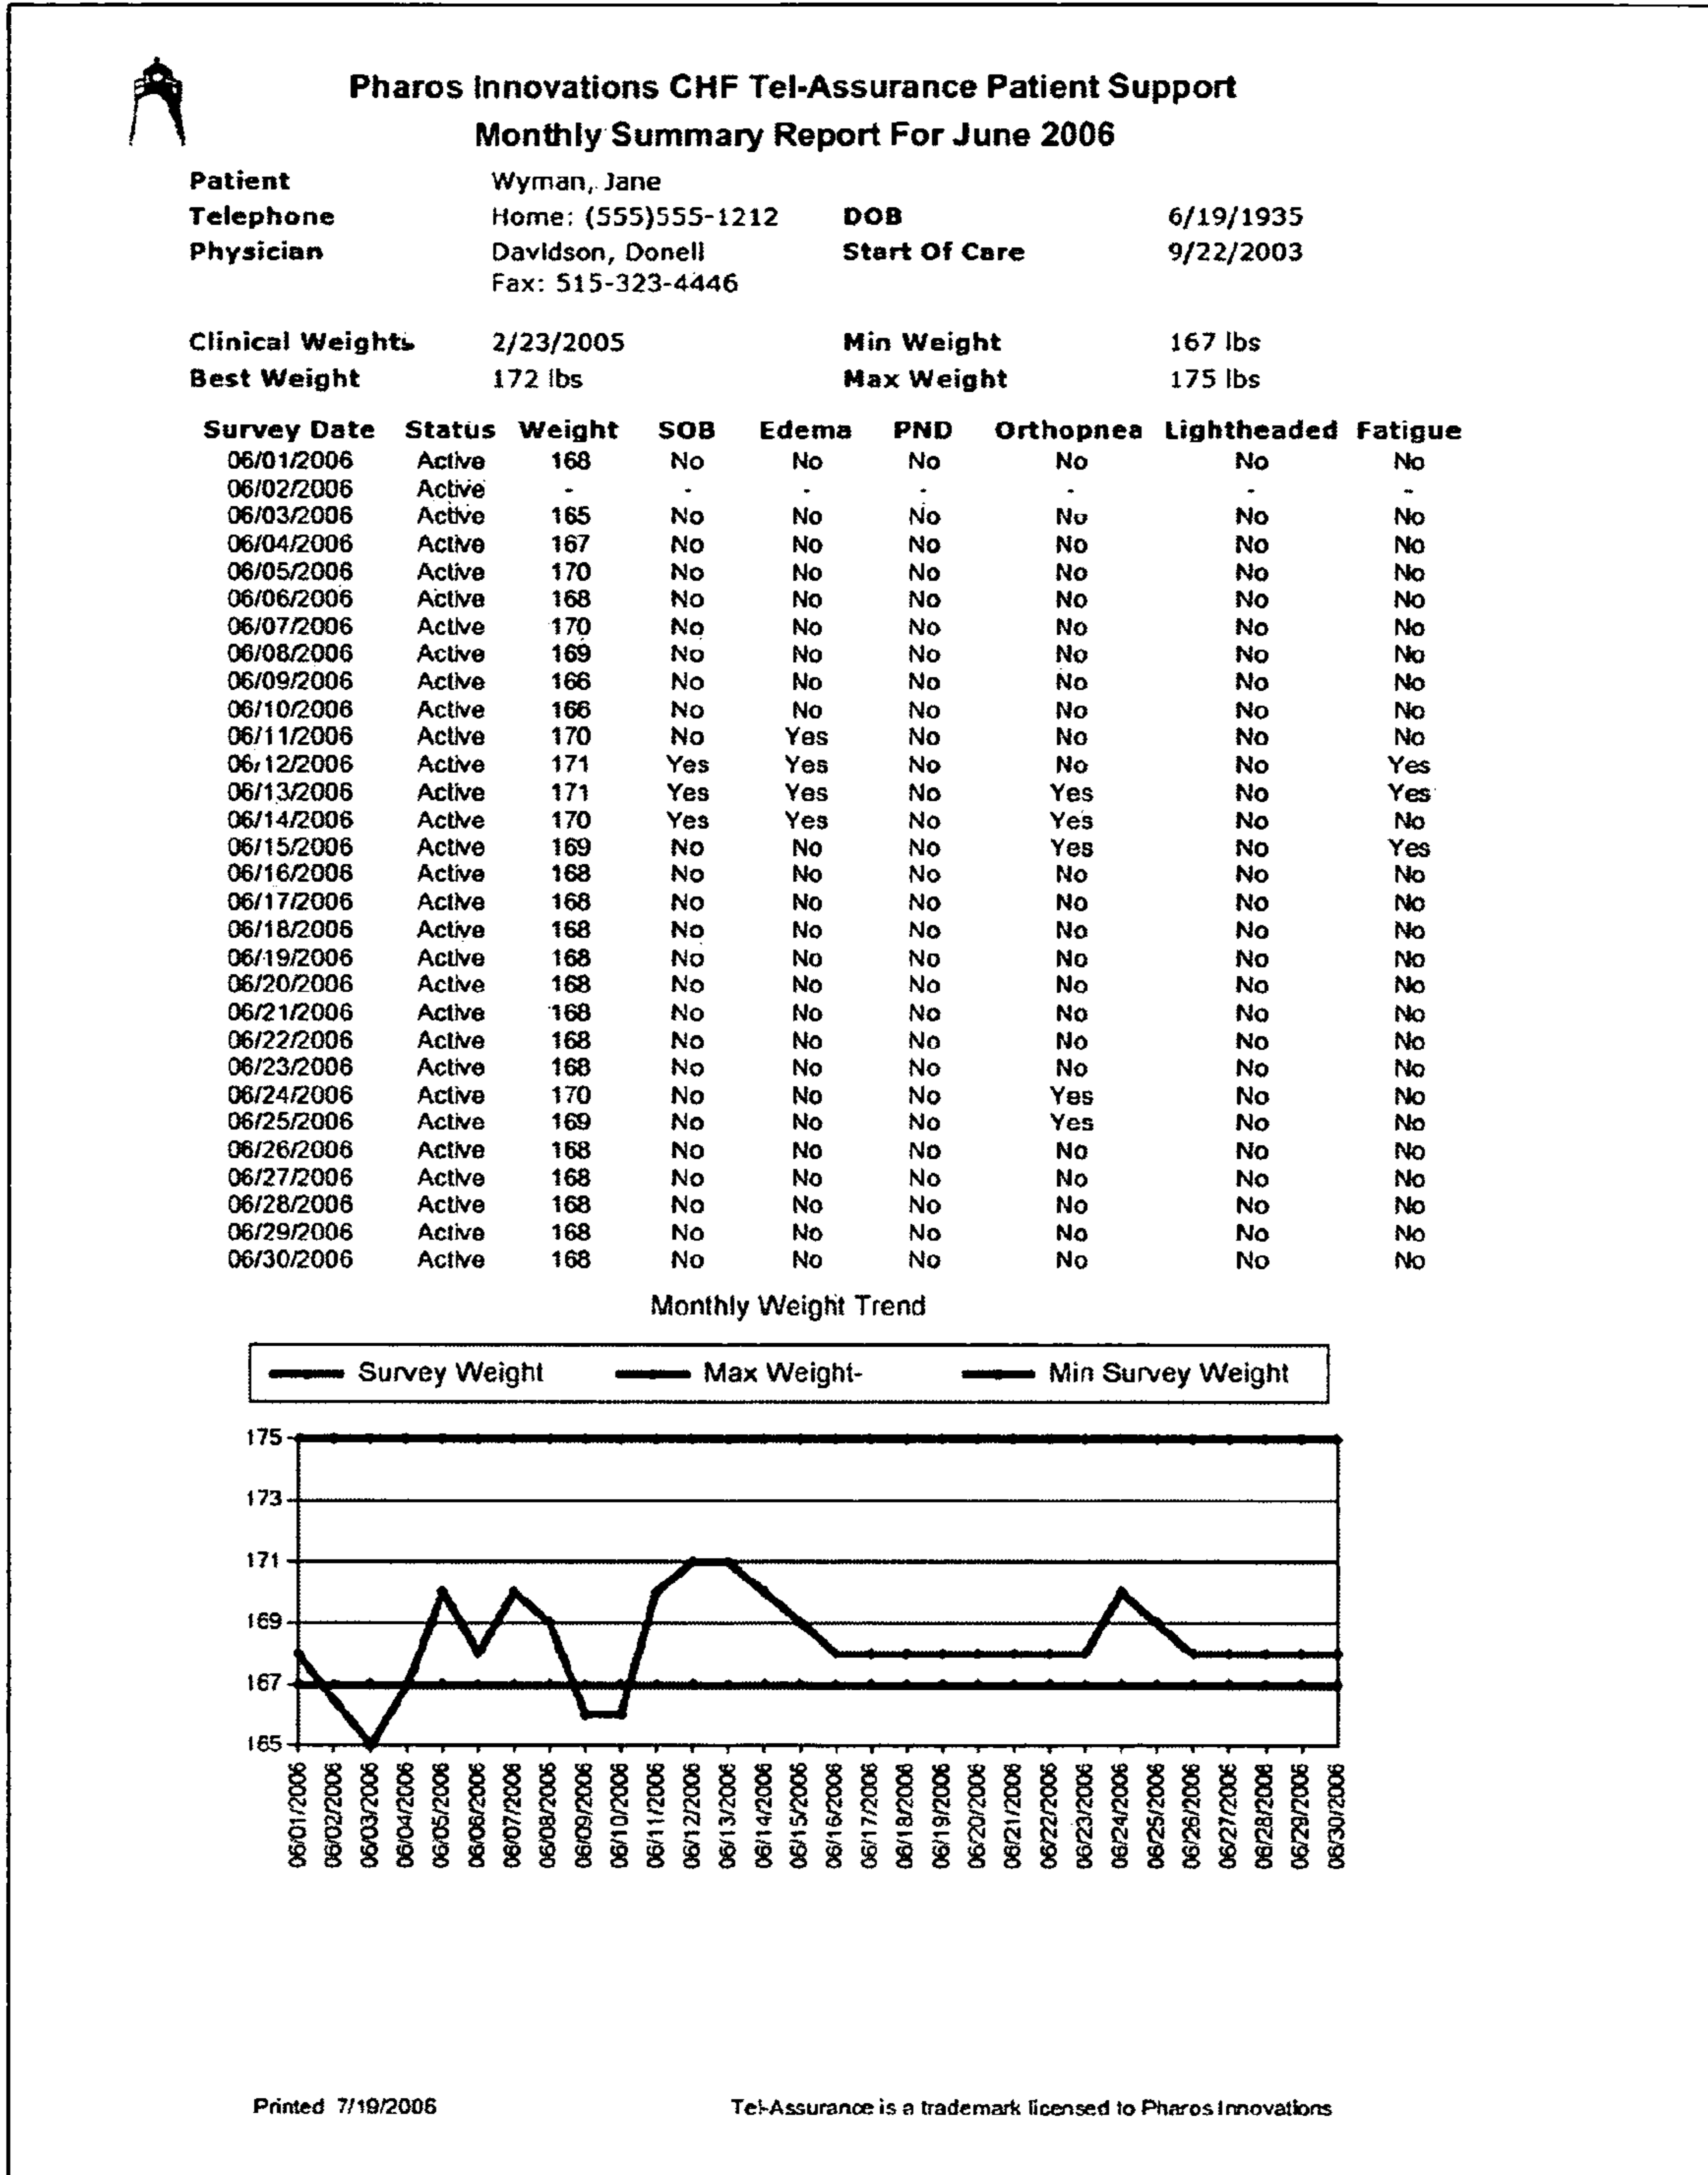 Pharos Innovations CHF Tel-Assurance Patient Support
Monthly Summary Report For June 2006
Patient Wyman, Jane
Telephone Home: (555)555-1212 DOB 6/19/1935
Physician Davidson, Donell Start Of Care 9/22/2003
Fax: 515-323-4446
Clinical Weights 2/23/2005 Min Weight 167 lbs
Best Weight 172 lbs Max Weight 175 lbs
Survey Date Status Weight SOB Edema PND Orthopnea Lightheaded Fatigue
06/01/2006 Active 168 No No No No No No
06/02/2006 Active - - - - - - -
06/03/2006 Active 165 No No No No No No
06/04/2006 Active 167 No No No No No No
06/05/2006 Active 170 No No No No No No
06/06/2006 Active 168 No No No No No No
06/07/2006 Active 170 No No No No No No
06/08/2006 Active 169 No No No No No No
06/09/2006 Active 166 No No No No No No
06/10/2006 Active 166 No No No No No No
06/11/2006 Active 170 No Yes No No No No
06/12/2006 Active 171 Yes Yes No No No Yes
06/13/2006 Active 171 Yes Yes No Yes No Yes
06/14/2006 Active 170 Yes Yes No Yes No No
06/15/2006 Active 169 No No No Yes No Yes
06/16/2006 Active 168 No No No No No No
06/17/2006 Active 168 No No No No No No
06/18/2006 Active 168 No No No No No No
06/19/2006 Active 168 No No No No No No
06/20/2006 Active 168 No No No No No No
06/21/2006 Active 168 No No No No No No
06/22/2006 Active 168 No No No No No No
06/23/2006 Active 168 No No No No No No
06/24/2006 Active 170 No No No Yes No No
06/25/2006 Active 169 No No No Yes No No
06/26/2006 Active 168 No No No No No No
06/27/2006 Active 168 No No No No No No
06/28/2006 Active 168 No No No No No No
06/29/2006 Active 168 No No No No No No
06/30/2006 Active 168 No No No No No No
Monthly Weight Trend
Survey Weight Max Weight- Min Survey Weight
175
173
171
169
167
165
06/01/2006
06/02/2006
06/03/2006
06/04/2006
06/05/2006
06/06/2006
06/07/2006
06/08/2006
06/09/2006
06/10/2006
06/11/2006
06/12/2006
06/13/2006
06/14/2006
06/15/2006
06/16/2006
06/17/2006
06/18/2006
06/19/2006
06/20/2006
06/21/2006
06/22/2006
06/23/2006
06/24/2006
06/25/2006
06/26/2006
06/27/2006
06/28/2006
06/29/2006
06/30/2006
Printed 7/19/2006 Tel-Assurance is a trademark licensed to Pharos Innovations